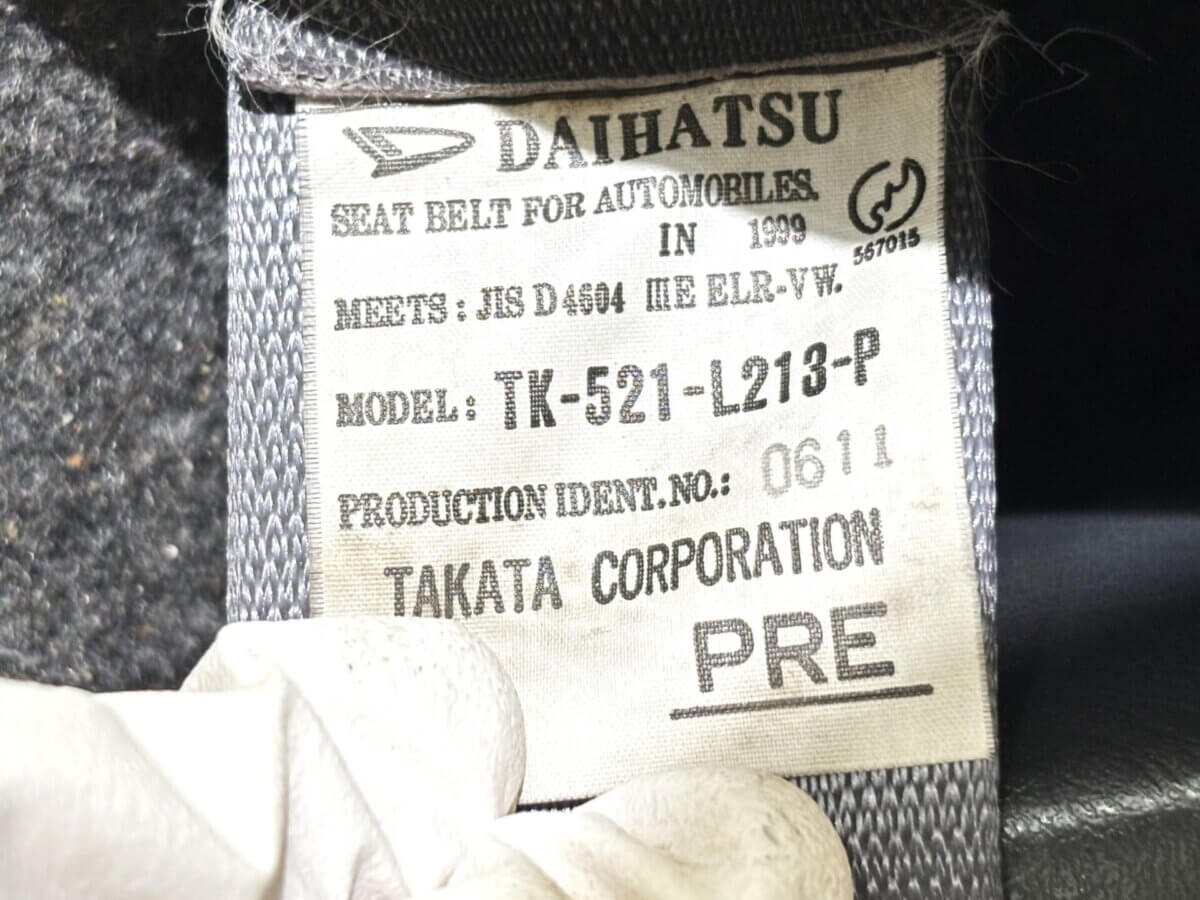 DAIHATSU
SEAT BELT FOR AUTOMOBILES.
IN 1999
567015
MEETS: JIS D4604 ⅢE ELR-VW.
MODEL: TK-521-L213-P
PRODUCTION IDENT.NO.: 0611
TAKATA CORPORATION
PRE